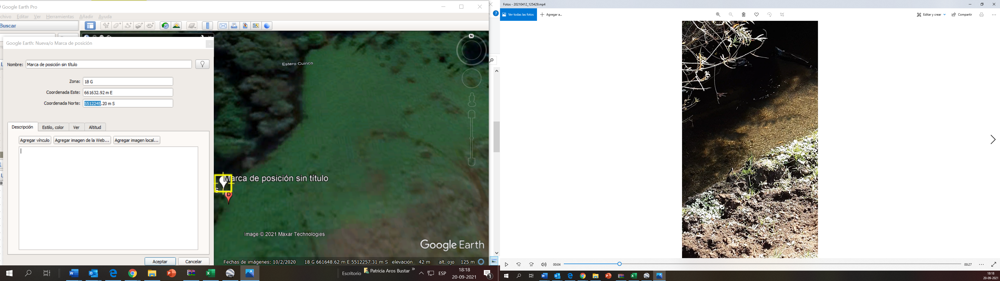 Google Earth Pro
Editar Ver Herramientas Añadir Ayuda
Buscar
Google Earth: Nueva/o Marca de posición
Nombre: Marca de posición sin título
Zona: 18 G
Coordenada Este: 661632.92 m E
Coordenada Norte: 5512245.20 m S
Descripción Estilo, color Ver Altitud
Agregar vínculo Agregar imagen de la Web... Agregar imagen local...
Aceptar Cancelar
N
Estero Cuinco
Marca de posición sin título
S
D
Image © 2021 Maxar Technologies
Google Earth
Fechas de imágenes: 10/2/2020 18 G 661648.62 m E 5512257.31 m S elevación 42 m alt. ojo 125 m
Escritorio Patricia Aros Bustar » ESP 18:18
20-09-2021
1
Fotos - 20210412_125429.mp4
Ver todas las fotos Agregar a... Editar y crear Compartir
10 30 00:04 00:27
18:18
20-09-2021